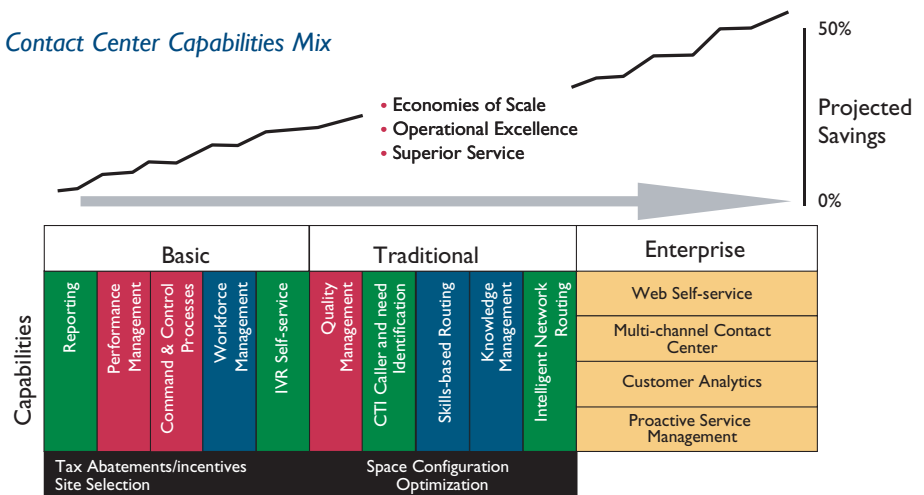 Contact Center Capabilities Mix
50%
• Economies of Scale
• Operational Excellence
• Superior Service
Projected
Savings
0%
Basic
Traditional
Enterprise
Capabilities
Reporting
Performance
Management
Command & Control
Processes
Workforce
Management
IVR Self-service
Quality
Management
CTI Caller and need
Identification
Skills-based Routing
Knowledge
Management
Intelligent Network
Routing
Web Self-service
Multi-channel Contact
Center
Customer Analytics
Proactive Service
Management
Tax Abatements/incentives
Site Selection
Space Configuration
Optimization